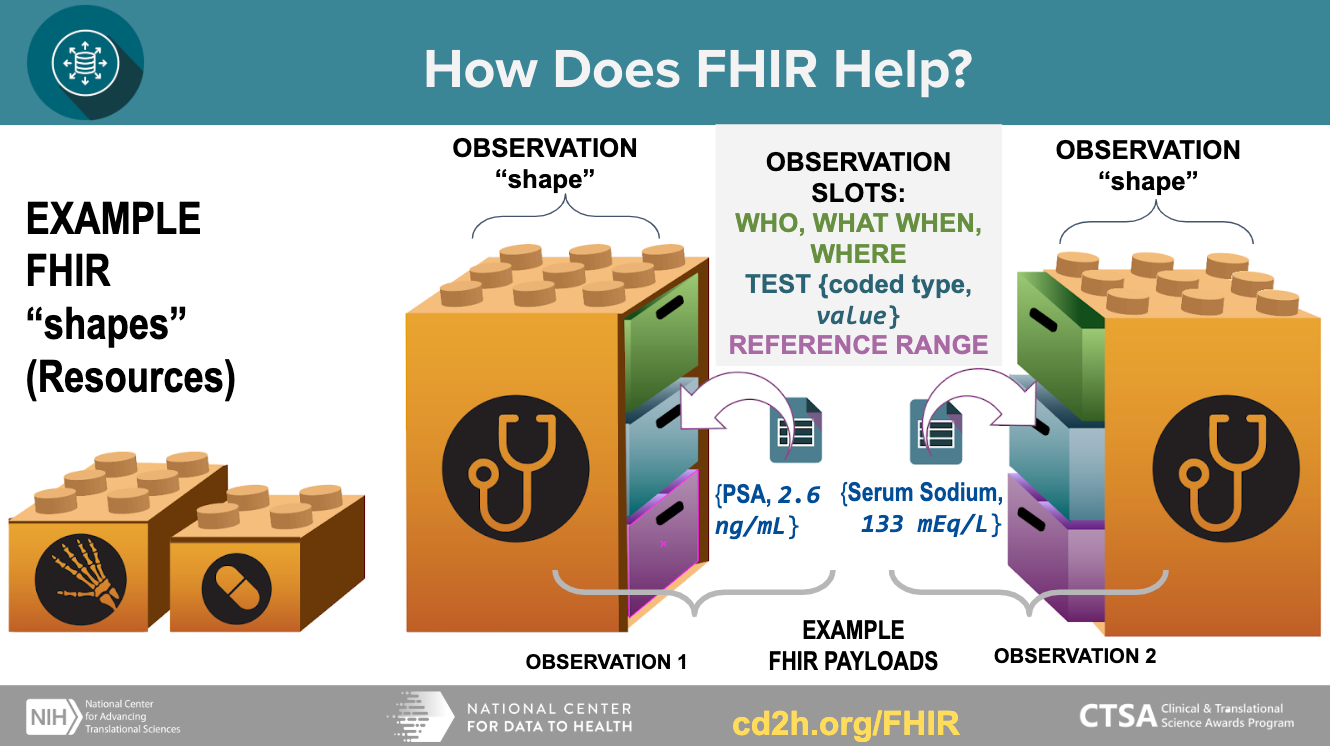 How Does FHIR Help?
EXAMPLE
FHIR
“shapes”
(Resources)
OBSERVATION
“shape”
OBSERVATION
SLOTS:
WHO, WHAT WHEN,
WHERE
TEST {coded type,
value}
REFERENCE RANGE
OBSERVATION
“shape”
{PSA, 2.6
ng/mL}
{Serum Sodium,
133 mEq/L}
OBSERVATION 1
EXAMPLE
FHIR PAYLOADS
OBSERVATION 2
NIH
National Center
for Advancing
Translational Sciences
NATIONAL CENTER
FOR DATA TO HEALTH
cd2h.org/FHIR
CTSA
Clinical & Translational
Science Awards Program